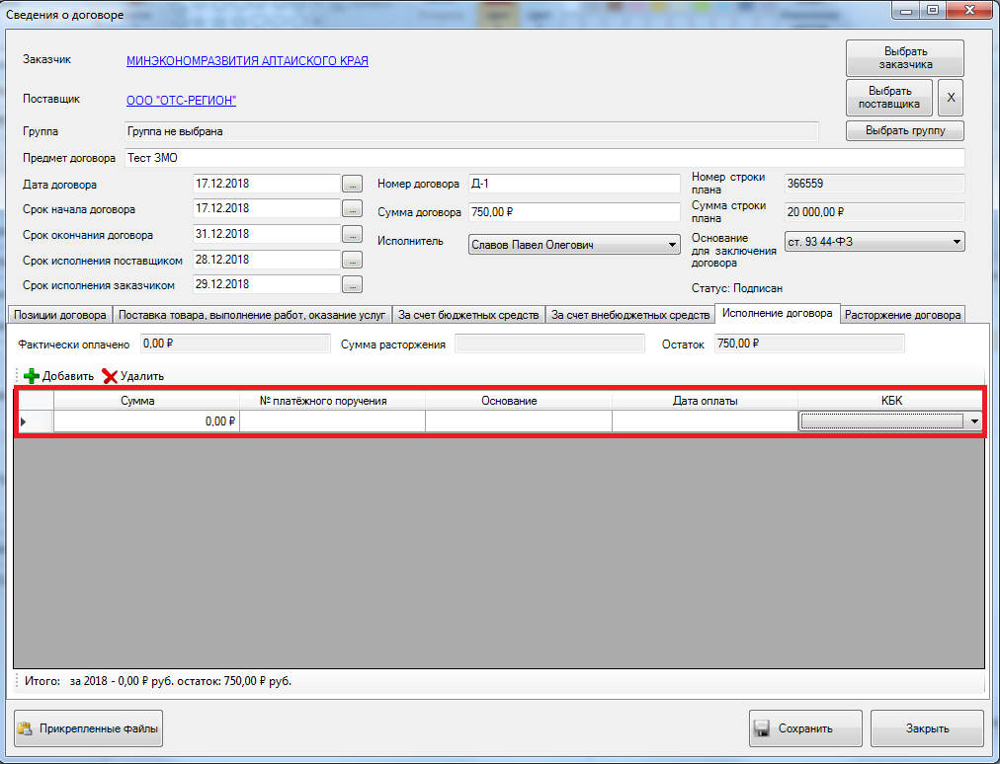 Сведения о договоре
Заказчик
МИНЭКОНОМРАЗВИТИЯ АЛТАЙСКОГО КРАЯ
Выбрать
заказчика
Поставщик
ООО "ОТС-РЕГИОН"
Выбрать
поставщика
X
Группа
Группа не выбрана
Выбрать группу
Предмет договора
Тест ЗМО
Дата договора
17.12.2018
...
Срок начала договора
17.12.2018
...
Срок окончания договора
31.12.2018
...
Срок исполнения поставщиком
28.12.2018
...
Срок исполнения заказчиком
29.12.2018
...
Номер договора
Д-1
Сумма договора
750,00 ₽
Исполнитель
Славов Павел Олегович
Номер строки
плана
366559
Сумма строки
плана
20 000,00 ₽
Основание
для заключения
договора
ст. 93 44-ФЗ
Статус: Подписан
Позиции договора
Поставка товара, выполнение работ, оказание услуг
За счет бюджетных средств
За счет внебюджетных средств
Исполнение договора
Расторжение договора
Фактически оплачено
0,00 ₽
Сумма расторжения
Остаток
750,00 ₽
Добавить
Удалить
Сумма
№ платёжного поручения
Основание
Дата оплаты
КБК
0,00 ₽
Итого: за 2018 - 0,00 ₽ руб. остаток: 750,00 ₽ руб.
Прикрепленные файлы
Сохранить
Закрыть